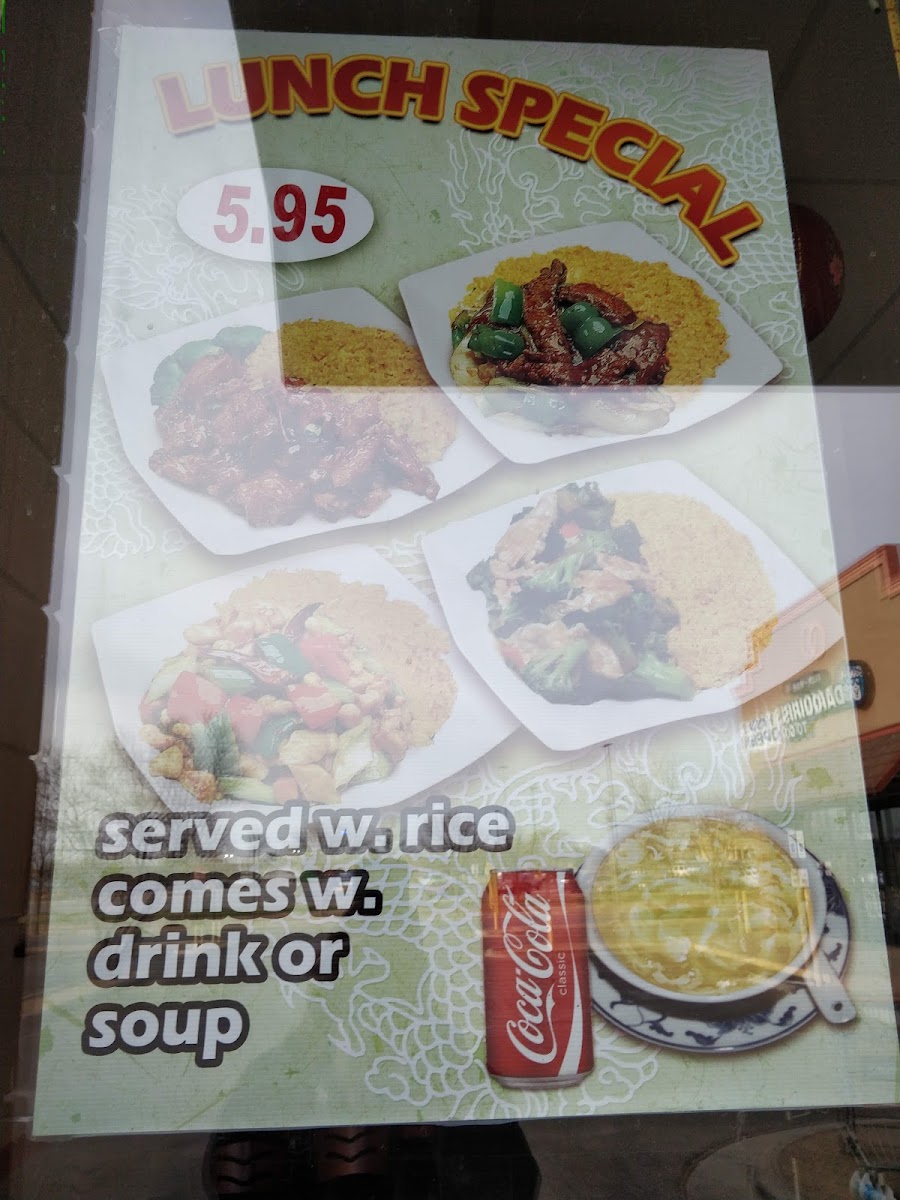 LUNCH SPECIAL
5.95
served w. rice
comes w.
drink or
soup
Coca-Cola
classic